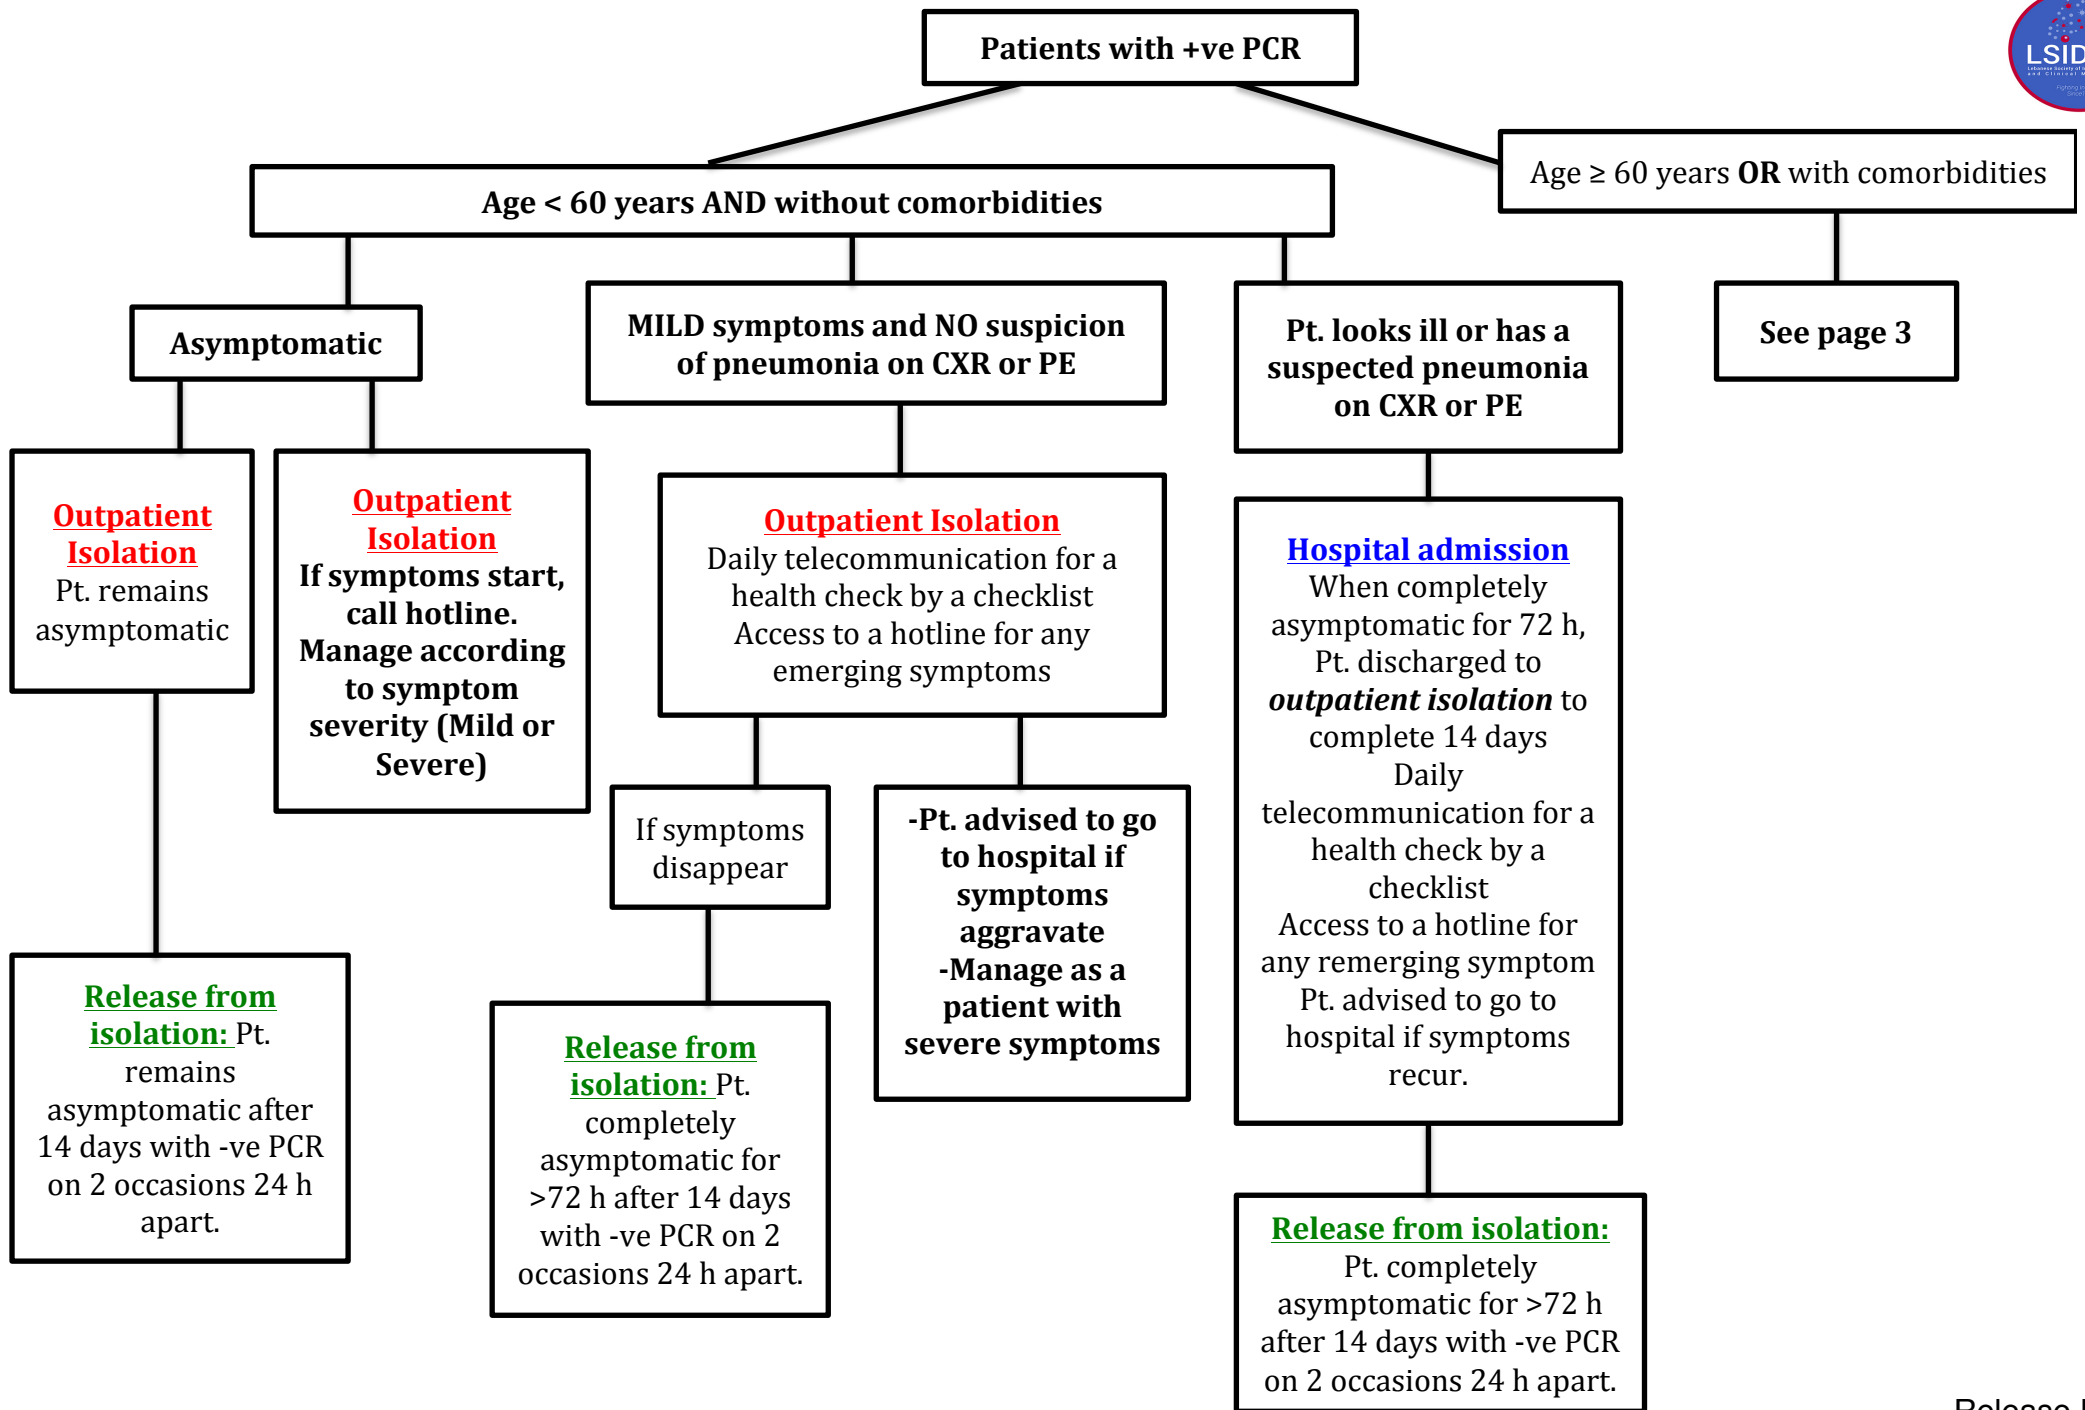 Patients with +ve PCR
LSID
Age ≥ 60 years OR with comorbidities
Age < 60 years AND without comorbidities
Asymptomatic
MILD symptoms and NO suspicion
of pneumonia on CXR or PE
Pt. looks ill or has a
suspected pneumonia
on CXR or PE
See page 3
Outpatient
Isolation
Pt. remains
asymptomatic
Outpatient
Isolation
If symptoms start,
call hotline.
Manage according
to symptom
severity (Mild or
Severe)
Outpatient Isolation
Daily telecommunication for a
health check by a checklist
Access to a hotline for any
emerging symptoms
Hospital admission
When completely
asymptomatic for 72 h,
Pt. discharged to
outpatient isolation to
complete 14 days
Daily
telecommunication for a
health check by a
checklist
Access to a hotline for
any remerging symptom
Pt. advised to go to
hospital if symptoms
recur.
If symptoms
disappear
-Pt. advised to go
to hospital if
symptoms
aggravate
-Manage as a
patient with
severe symptoms
Release from
isolation: Pt.
remains
asymptomatic after
14 days with -ve PCR
on 2 occasions 24 h
apart.
Release from
isolation: Pt.
completely
asymptomatic for
>72 h after 14 days
with -ve PCR on 2
occasions 24 h apart.
Release from isolation:
Pt. completely
asymptomatic for >72 h
after 14 days with -ve PCR
on 2 occasions 24 h apart.
Release